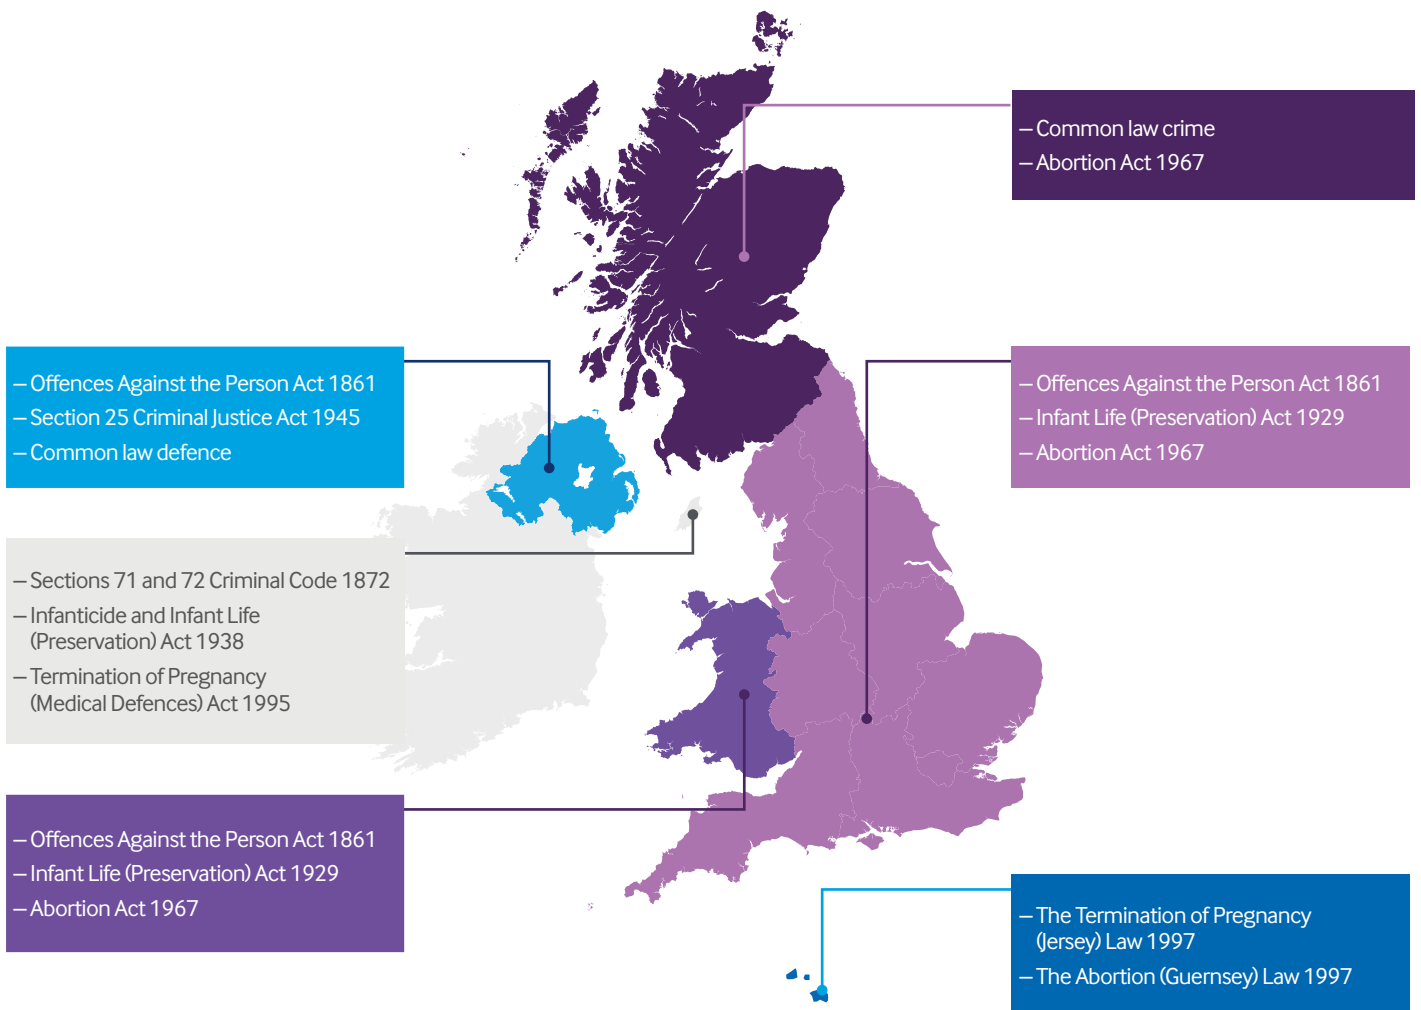 – Common law crime
– Abortion Act 1967
– Offences Against the Person Act 1861
– Section 25 Criminal Justice Act 1945
– Common law defence
– Offences Against the Person Act 1861
– Infant Life (Preservation) Act 1929
– Abortion Act 1967
– Sections 71 and 72 Criminal Code 1872
– Infanticide and Infant Life
(Preservation) Act 1938
– Termination of Pregnancy
(Medical Defences) Act 1995
– Offences Against the Person Act 1861
– Infant Life (Preservation) Act 1929
– Abortion Act 1967
– The Termination of Pregnancy
(Jersey) Law 1997
– The Abortion (Guernsey) Law 1997